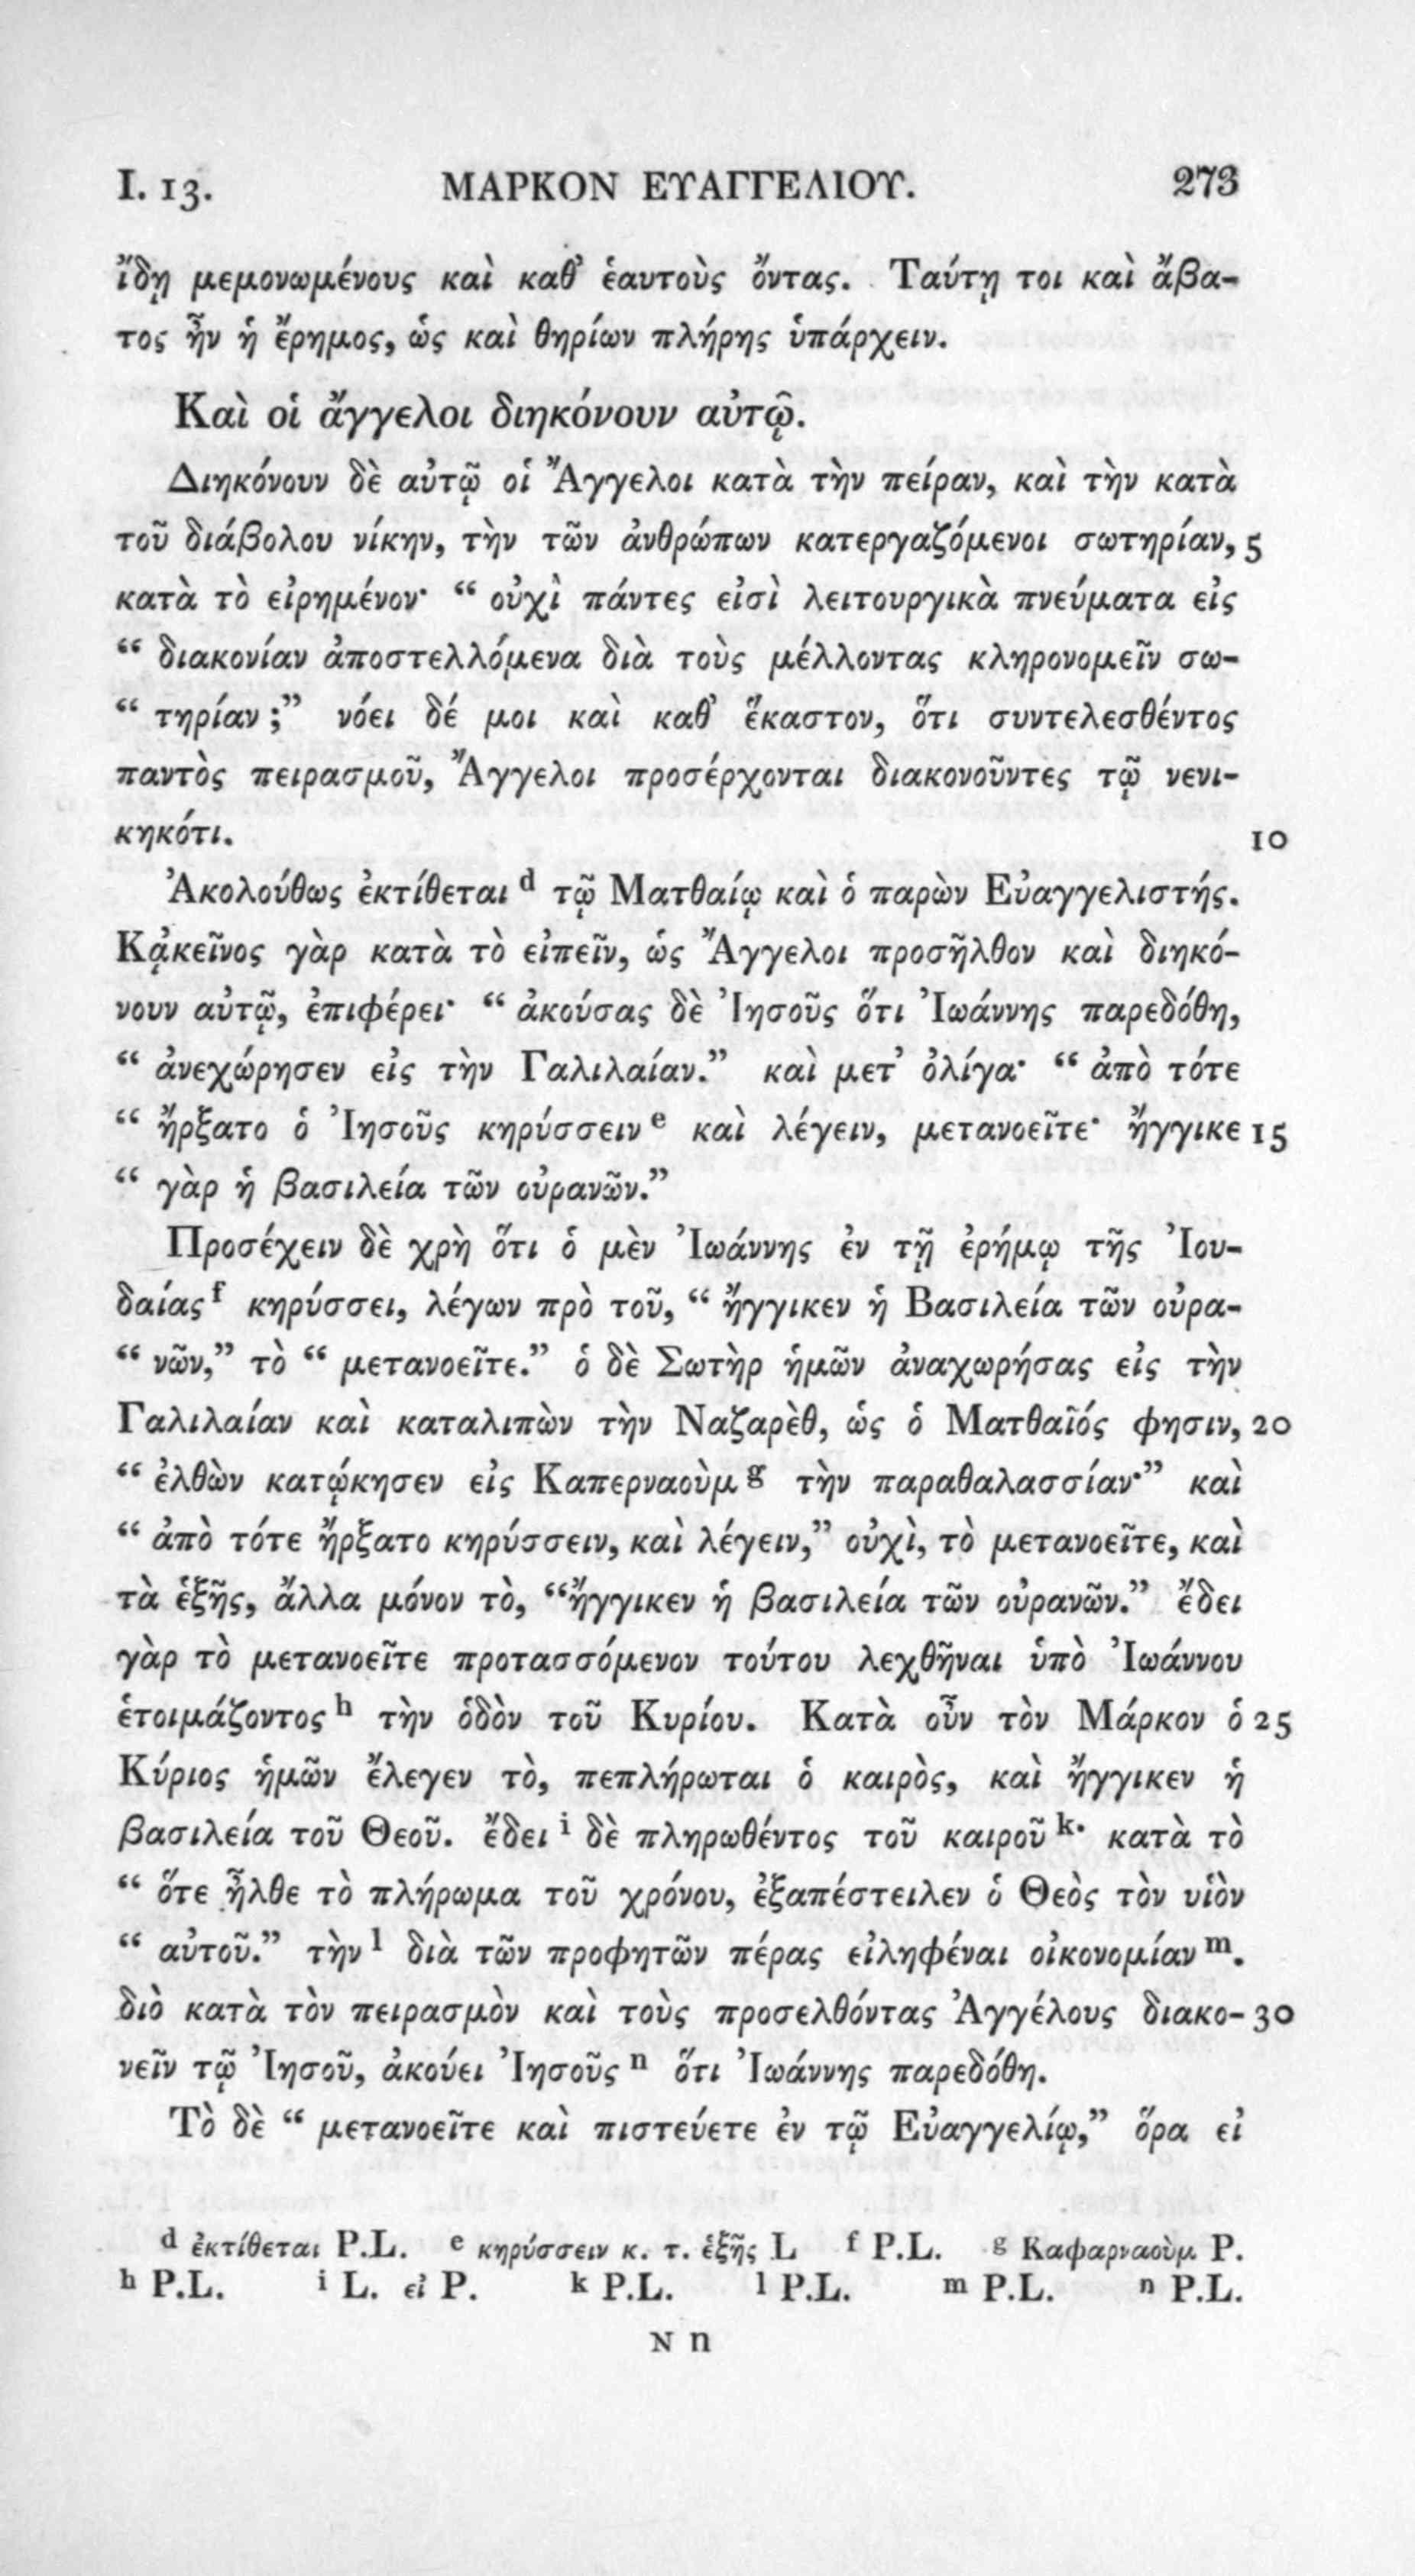 I. 13. ΜΑΡΚΟΝ ΕΥΑΓΓΕΛΙΟΥ. 273
ἴδῃ μεμονωμένους καὶ καθ᾽ ἑαυτοὺς ὄντας. Ταύτῃ τοι καὶ ἄβα-
τος ἦν ἡ ἔρημος, ὡς καὶ θηρίων πλήρης ὑπάρχειν.
Καὶ οἱ ἄγγελοι διηκόνουν αὐτῷ.
Διηκόνουν δὲ αὐτῷ οἱ Ἄγγελοι κατὰ τὴν πείραν, καὶ τὴν κατὰ
τοῦ διάβολου νίκην, τὴν τῶν ἀνθρώπων κατεργαζόμενοι σωτηρίαν, 5
κατὰ τὸ εἰρημένον· “ οὐχὶ πάντες εἰσὶ λειτουργικὰ πνεύματα εἰς
“ διακονίαν ἀποστελλόμενα διὰ τοὺς μέλλοντας κληρονομεῖν σω-
“ τηρίαν ;” νόει δέ μοι καὶ καθ᾽ ἕκαστον, ὅτι συντελεσθέντος
παντὸς πειρασμοῦ, Ἄγγελοι προσέρχονται διακονοῦντες τῷ νενι-
κηκότι. 10
Ἀκολούθως ἐκτίθεται d τῷ Ματθαίῳ καὶ ὁ παρὼν Εὐαγγελιστής.
Κᾀκεῖνος γὰρ κατὰ τὸ εἰπεῖν, ὡς Ἄγγελοι προσῆλθον καὶ διηκό-
νουν αὐτῷ, ἐπιφέρει· “ ἀκούσας δὲ Ἰησοῦς ὅτι Ἰωάννης παρεδόθη,
“ ἀνεχώρησεν εἰς τὴν Γαλιλαίαν.” καὶ μετ᾽ ὀλίγα· “ ἀπὸ τότε
“ ἤρξατο ὁ Ἰησοῦς κηρύσσειν e καὶ λέγειν, μετανοεῖτε· ἤγγικε 15
“ γὰρ ἡ βασιλεία τῶν οὐρανῶν.”
Προσέχειν δὲ χρὴ ὅτι ὁ μὲν Ἰωάννης ἐν τῇ ἐρήμῳ τῆς Ἰου-
δαίας f κηρύσσει, λέγων πρὸ τοῦ, “ ἤγγικεν ἡ Βασιλεία τῶν οὐρα-
“ νῶν,” τὸ “ μετανοεῖτε.” ὁ δὲ Σωτὴρ ἡμῶν ἀναχωρήσας εἰς τὴν
Γαλιλαίαν καὶ καταλιπὼν τὴν Ναζαρὲθ, ὡς ὁ Ματθαῖός φησιν, 20
“ ἐλθὼν κατῴκησεν εἰς Καπερναοὺμ g τὴν παραθαλασσίαν·” καὶ
“ ἀπὸ τότε ἤρξατο κηρύσσειν, καὶ λέγειν,” οὐχὶ, τὸ μετανοεῖτε, καὶ
τὰ ἑξῆς, ἄλλα μόνον τὸ, “ἤγγικεν ἡ βασιλεία τῶν οὐρανῶν.” ἔδει
γὰρ τὸ μετανοεῖτε προτασσόμενον τούτου λεχθῆναι ὑπὸ Ἰωάννου
ἑτοιμάζοντος h τὴν ὁδὸν τοῦ Κυρίου. Κατὰ οὖν τὸν Μάρκον ὁ 25
Κύριος ἡμῶν ἔλεγεν τὸ, πεπλήρωται ὁ καιρὸς, καὶ ἤγγικεν ἡ
βασιλεία τοῦ Θεοῦ. ἔδει i δὲ πληρωθέντος τοῦ καιροῦ k· κατὰ τὸ
“ ὅτε ἦλθε τὸ πλήρωμα τοῦ χρόνου, ἐξαπέστειλεν ὁ Θεὸς τὸν υἱὸν
“ αὐτοῦ.” τὴν l διὰ τῶν προφητῶν πέρας εἰληφέναι οἰκονομίαν m.
διὸ κατὰ τὸν πειρασμὸν καὶ τοὺς προσελθόντας Ἀγγέλους διακο- 30
νεῖν τῷ Ἰησοῦ, ἀκούει Ἰησοῦς n ὅτι Ἰωάννης παρεδόθη.
Τὸ δὲ “ μετανοεῖτε καὶ πιστεύετε ἐν τῷ Εὐαγγελίῳ,” ὅρα εἰ
d ἐκτίθεται P.L. e κηρύσσειν κ. τ. ἑξῆς L f P.L. g Καφαρναοὺμ P.
h P.L. i L. εἰ P. k P.L. l P.L. m P.L. n P.L.
N n